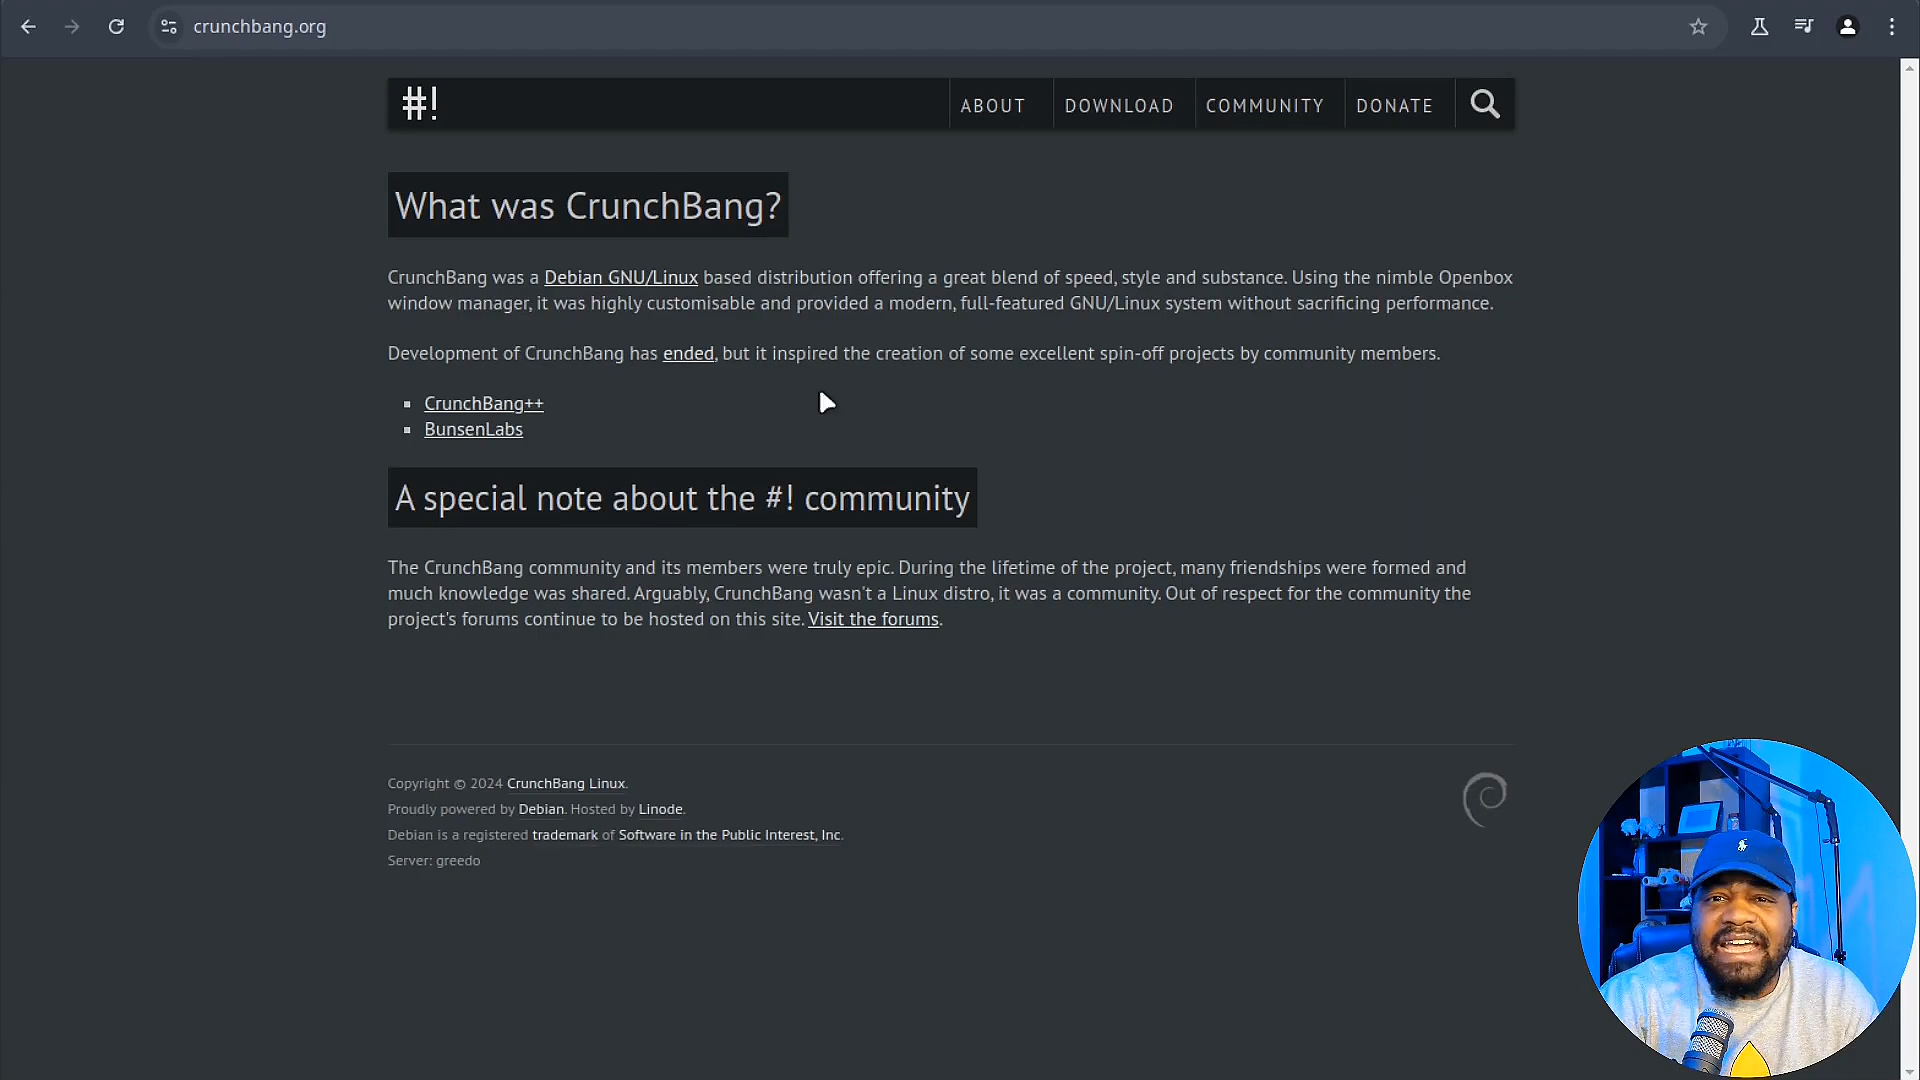 crunchbang.org
#!
ABOUT
DOWNLOAD
COMMUNITY
DONATE
What was CrunchBang?
CrunchBang was a Debian GNU/Linux based distribution offering a great blend of speed, style and substance. Using the nimble Openbox
window manager, it was highly customisable and provided a modern, full-featured GNU/Linux system without sacrificing performance.
Development of CrunchBang has ended, but it inspired the creation of some excellent spin-off projects by community members.
CrunchBang++
BunsenLabs
A special note about the #! community
The CrunchBang community and its members were truly epic. During the lifetime of the project, many friendships were formed and
much knowledge was shared. Arguably, CrunchBang wasn't a Linux distro, it was a community. Out of respect for the community the
project's forums continue to be hosted on this site. Visit the forums.
Copyright © 2024 CrunchBang Linux.
Proudly powered by Debian. Hosted by Linode.
Debian is a registered trademark of Software in the Public Interest, Inc.
Server: greedo